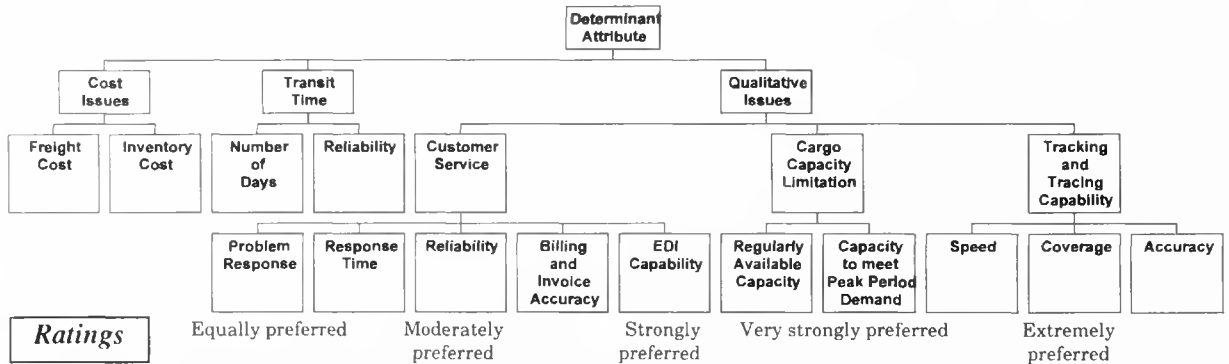 Determinant
Attribute
Cost
Issues
Transit
Time
Qualitative
Issues
Freight
Cost
Inventory
Cost
Number
of
Days
Reliability
Customer
Service
Cargo
Capacity
Limitation
Tracking
and
Tracing
Capability
Problem
Response
Response
Time
Reliability
Billing
and
Invoice
Accuracy
EDI
Capability
Regularly
Available
Capacity
Capacity
to meet
Peak Period
Demand
Speed
Coverage
Accuracy
Ratings
Equally preferred
Moderately
preferred
Strongly
preferred
Very strongly preferred
Extremely
preferred